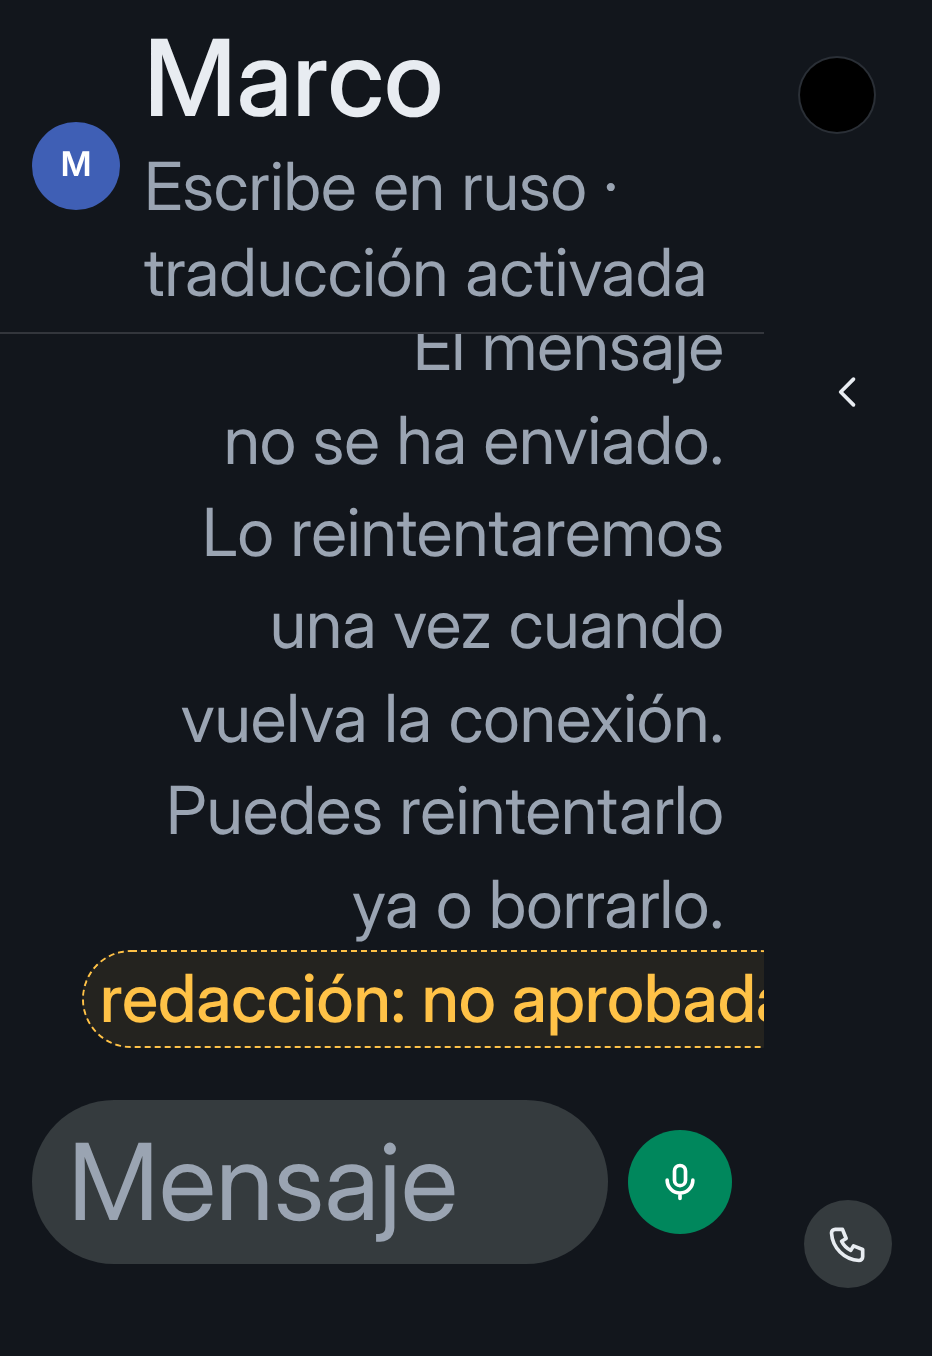 Marco
M
Escribe en ruso ·
traducción activada
El mensaje
no se ha enviado.
Lo reintentaremos
una vez cuando
vuelva la conexión.
Puedes reintentarlo
ya o borrarlo.
redacción: no aprobada
Mensaje